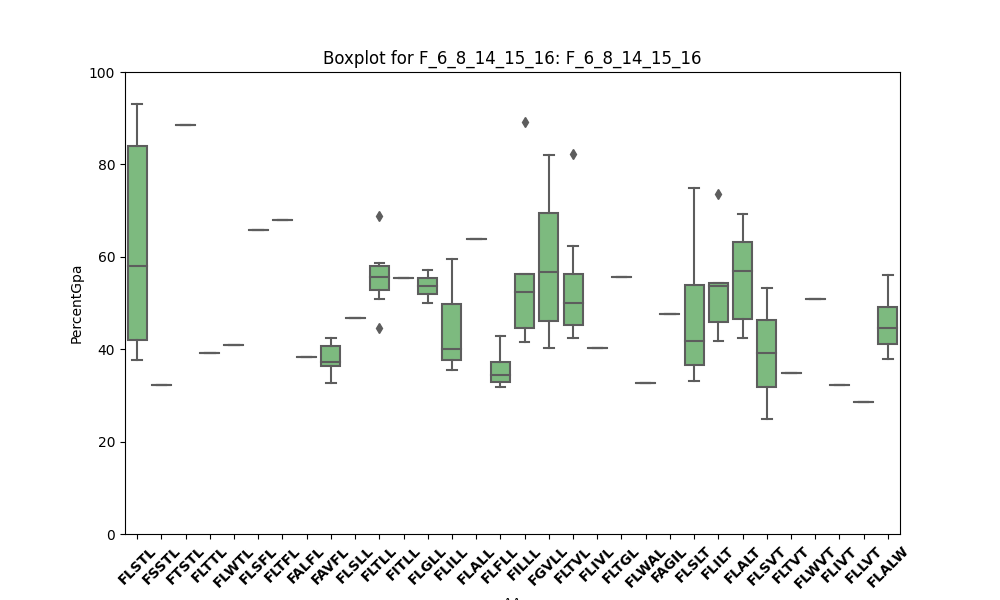 Boxplot for F_6_8_14_15_16: F_6_8_14_15_16
PercentGpa
100
80
60
40
20
0
FLSTL
FSSTL
FTSTL
FLTTL
FLWTL
FLSFL
FLTFL
FALFL
FAVFL
FLSLL
FLTLL
FITLL
FLGLL
FLILL
FLALL
FLFLL
FILLL
FGVLL
FLTVL
FLIVL
FLTGL
FLWAL
FAGIL
FLSLT
FLILT
FLALT
FLSVT
FLTVT
FLWVT
FLIVT
FLLVT
FLALW